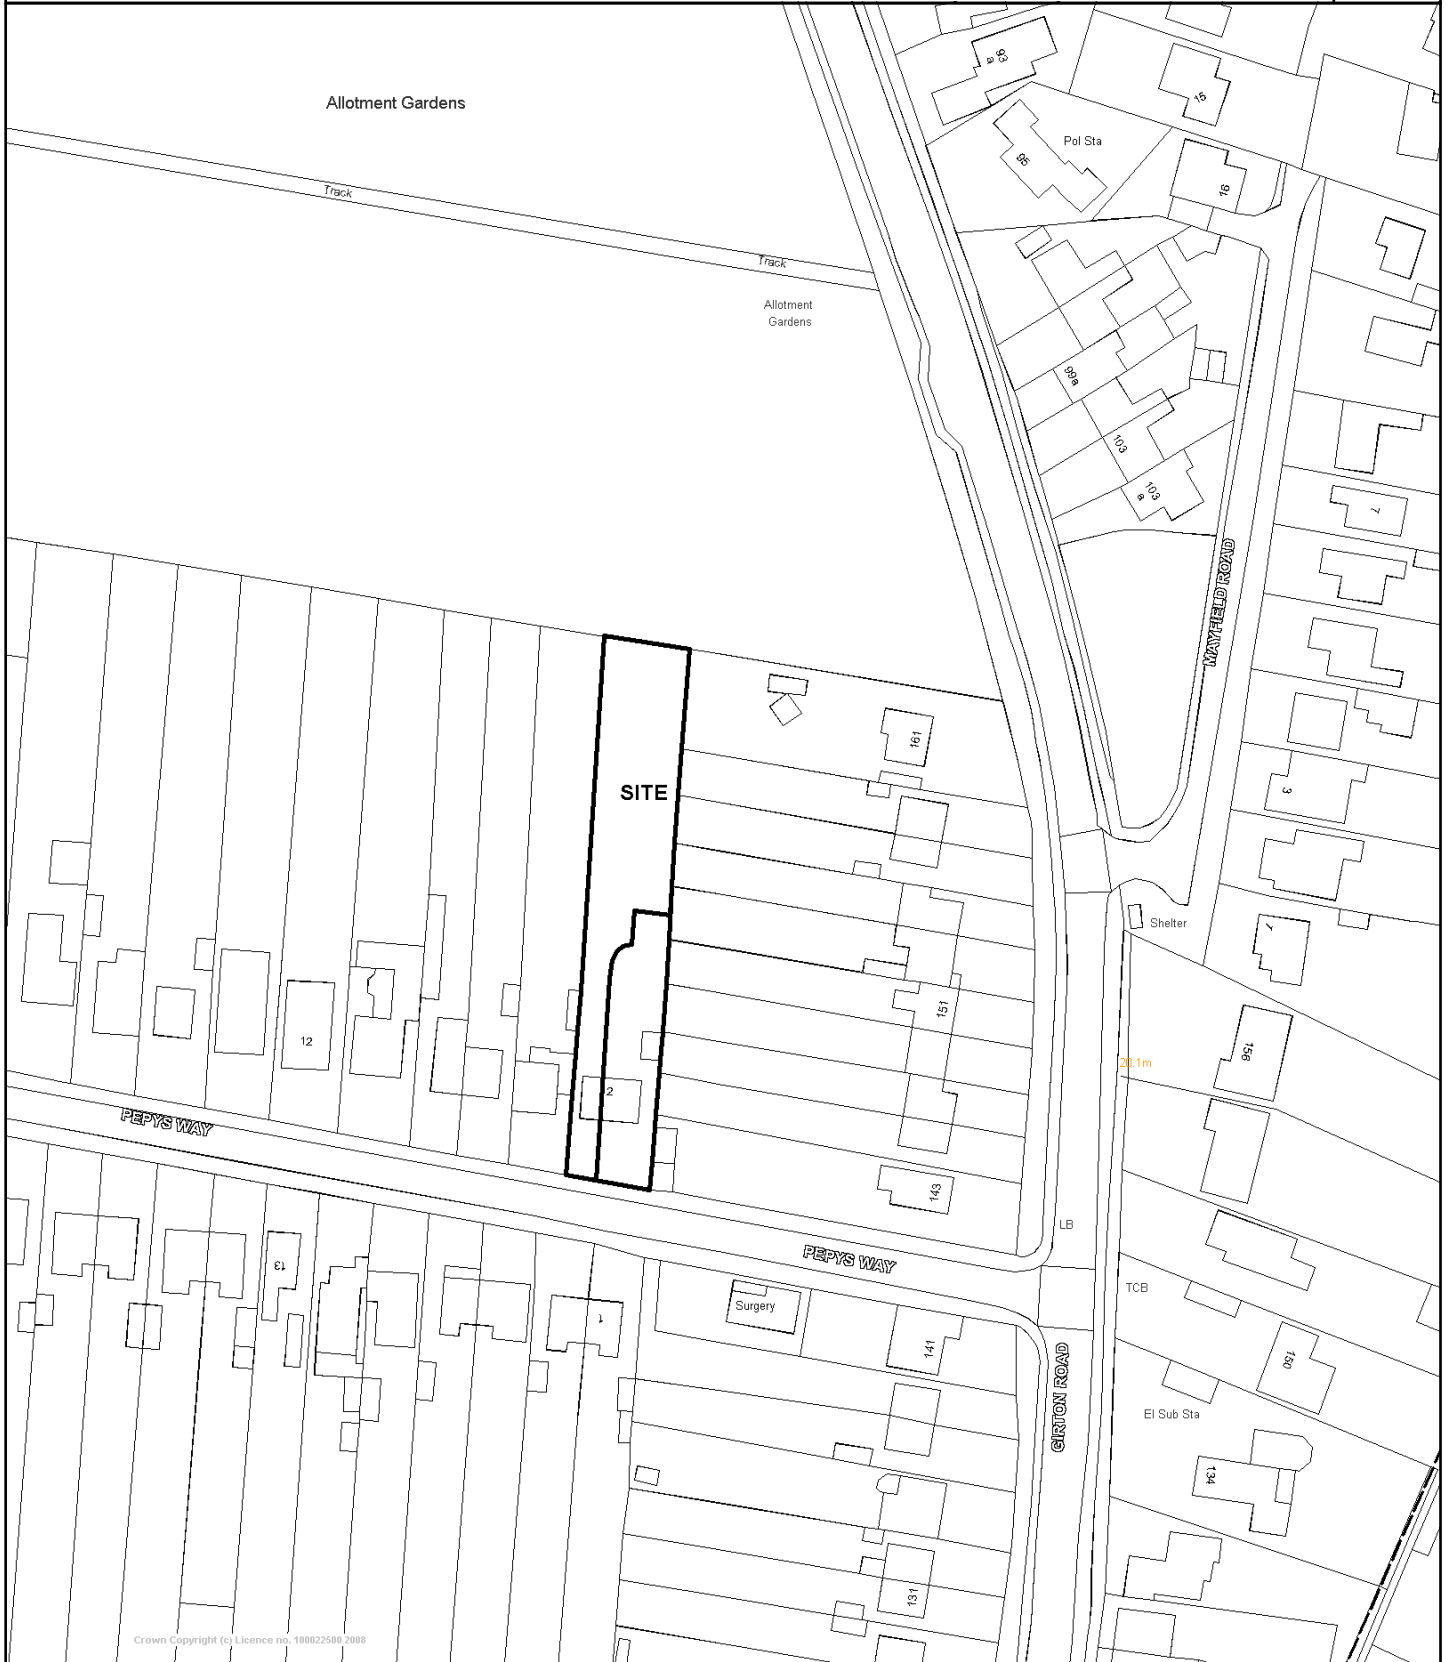 93
a
15
Allotment Gardens
Pol Sta
95
16
Track
Track
Allotment
Gardens
99a
103
103
a
7
MAYFIELD ROAD
161
SITE
3
Shelter
1
151
12
156
20.1m
2
PEPYS WAY
143
LB
PEPYS WAY
13
TCB
Surgery
1
141
150
GIRTON ROAD
El Sub Sta
134
131
Crown Copyright (c) Licence no. 100022500 2008